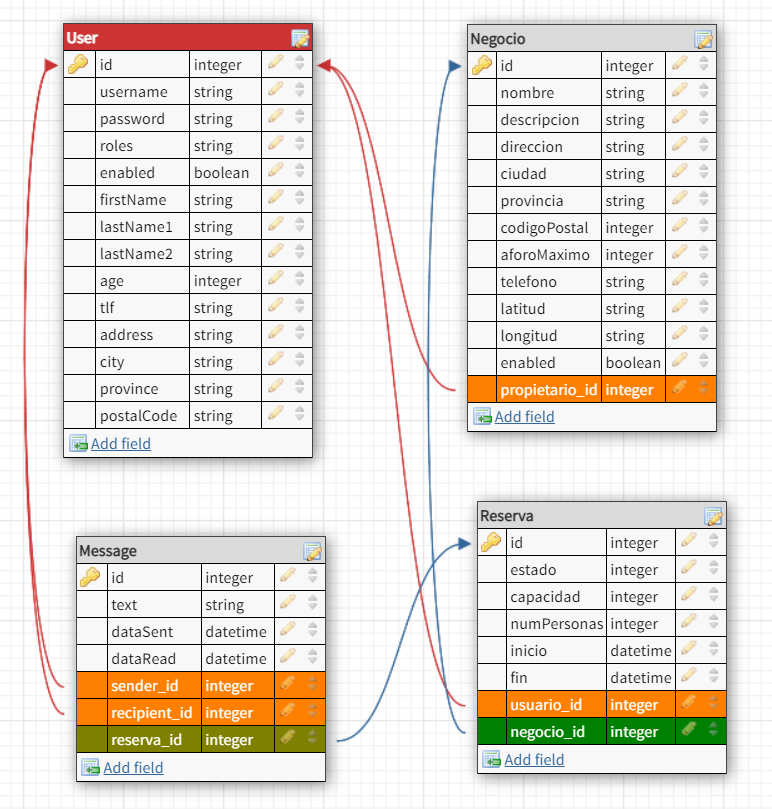 User
id integer
username string
password string
roles string
enabled boolean
firstName string
lastName1 string
lastName2 string
age integer
tlf string
address string
city string
province string
postalCode string
Add field
Negocio
id integer
nombre string
descripcion string
direccion string
ciudad string
provincia string
codigoPostal integer
aforoMaximo integer
telefono string
latitud string
longitud string
enabled boolean
propietario_id integer
Add field
Message
id integer
text string
dataSent datetime
dataRead datetime
sender_id integer
recipient_id integer
reserva_id integer
Add field
Reserva
id integer
estado integer
capacidad integer
numPersonas integer
inicio datetime
fin datetime
usuario_id integer
negocio_id integer
Add field